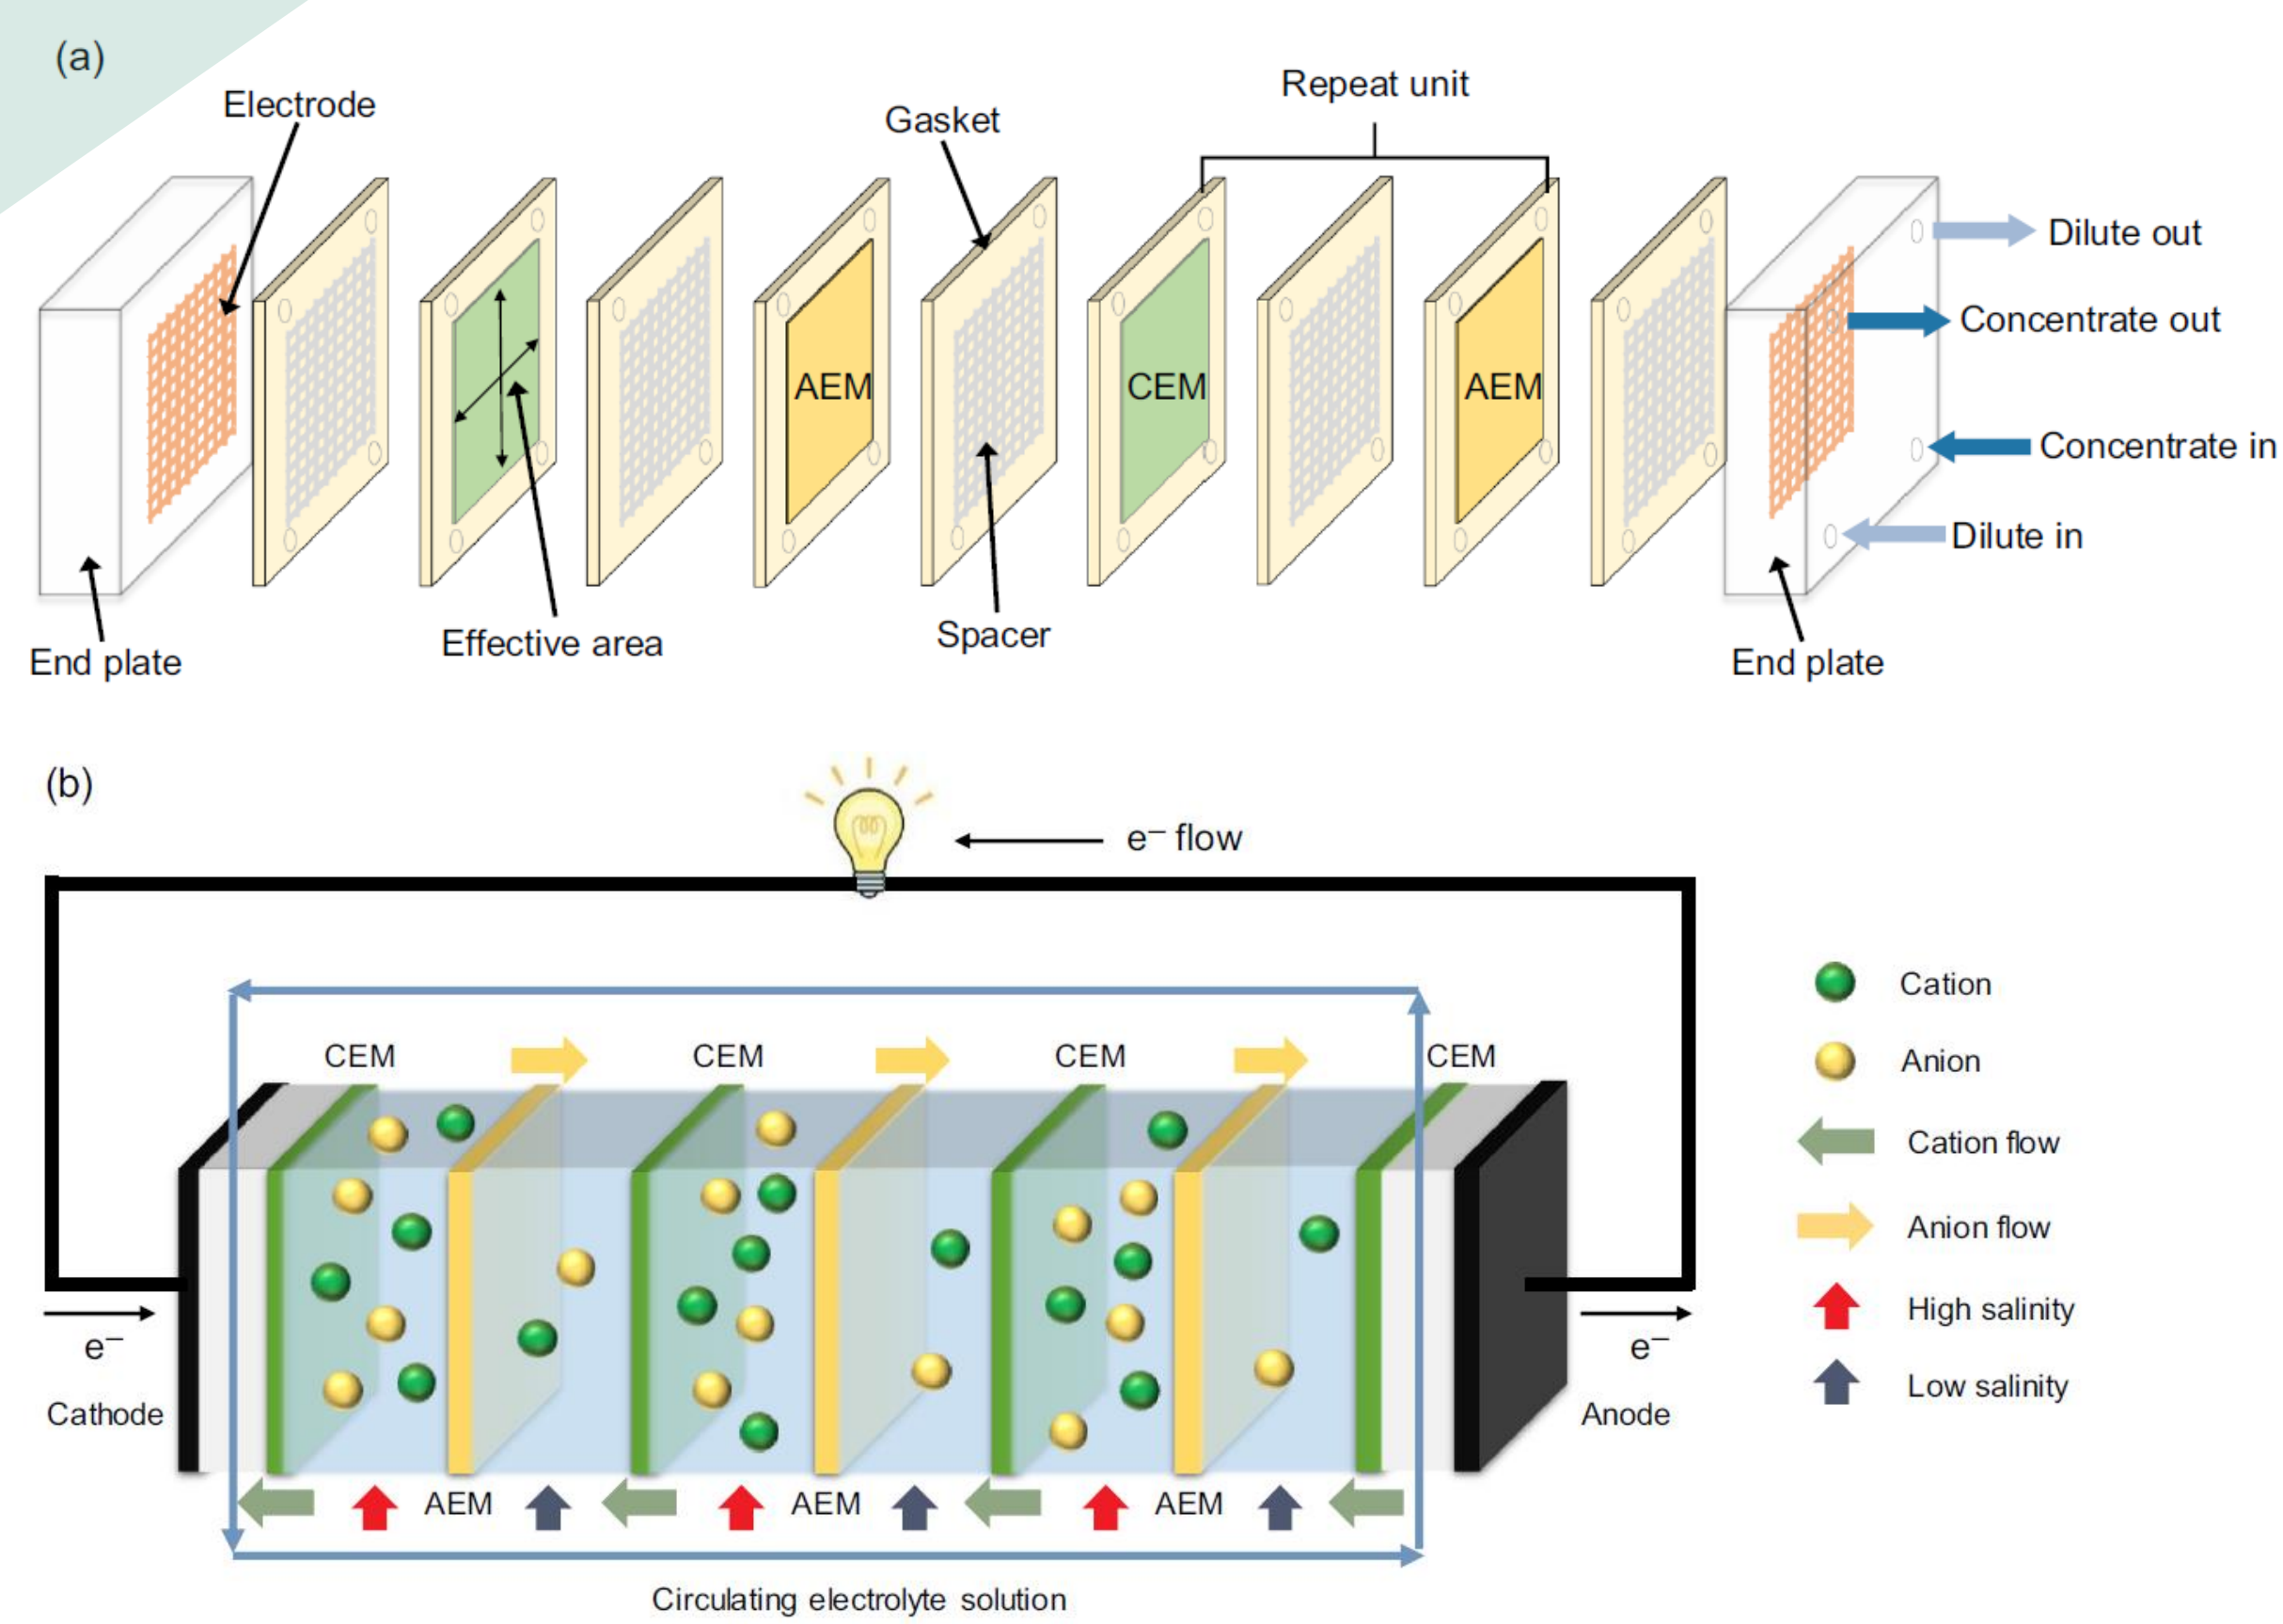 (a)
Electrode
Gasket
Repeat unit
AEM
CEM
AEM
Dilute out
Concentrate out
Concentrate in
Dilute in
End plate
Effective area
Spacer
End plate
(b)
e– flow
CEM
CEM
CEM
CEM
Cation
Anion
Cation flow
Anion flow
High salinity
Low salinity
e–
Cathode
e–
Anode
AEM
AEM
AEM
Circulating electrolyte solution